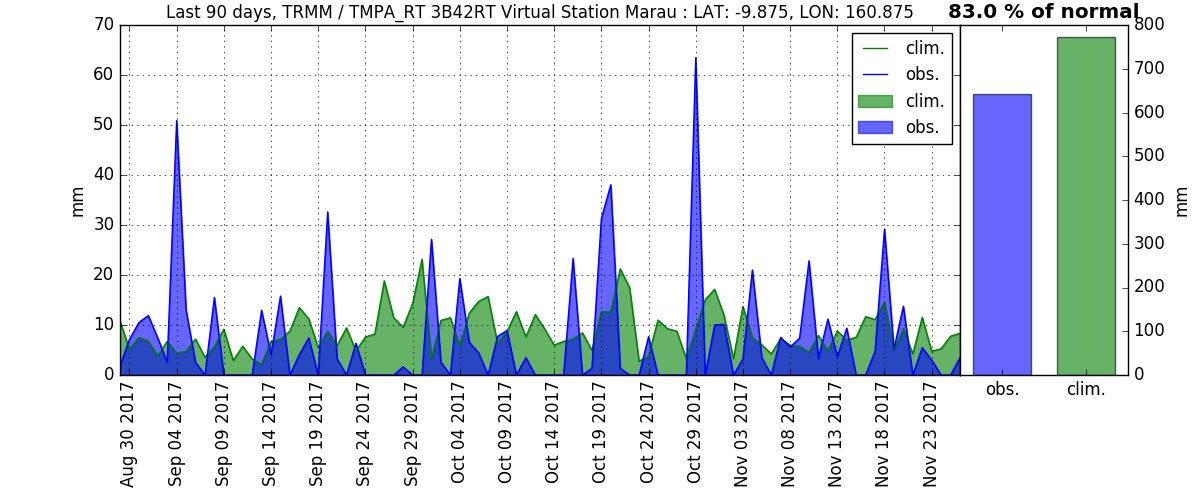 Last 90 days, TRMM / TMPA_RT 3B42RT Virtual Station Marau : LAT: -9.875, LON: 160.875
83.0 % of normal
70
60
50
40
30
20
10
0
mm
clim.
obs.
clim.
obs.
Aug 30 2017
Sep 04 2017
Sep 09 2017
Sep 14 2017
Sep 19 2017
Sep 24 2017
Sep 29 2017
Oct 04 2017
Oct 09 2017
Oct 14 2017
Oct 19 2017
Oct 24 2017
Oct 29 2017
Nov 03 2017
Nov 08 2017
Nov 13 2017
Nov 18 2017
Nov 23 2017
800
700
600
500
400
300
200
100
0
mm
obs.
clim.